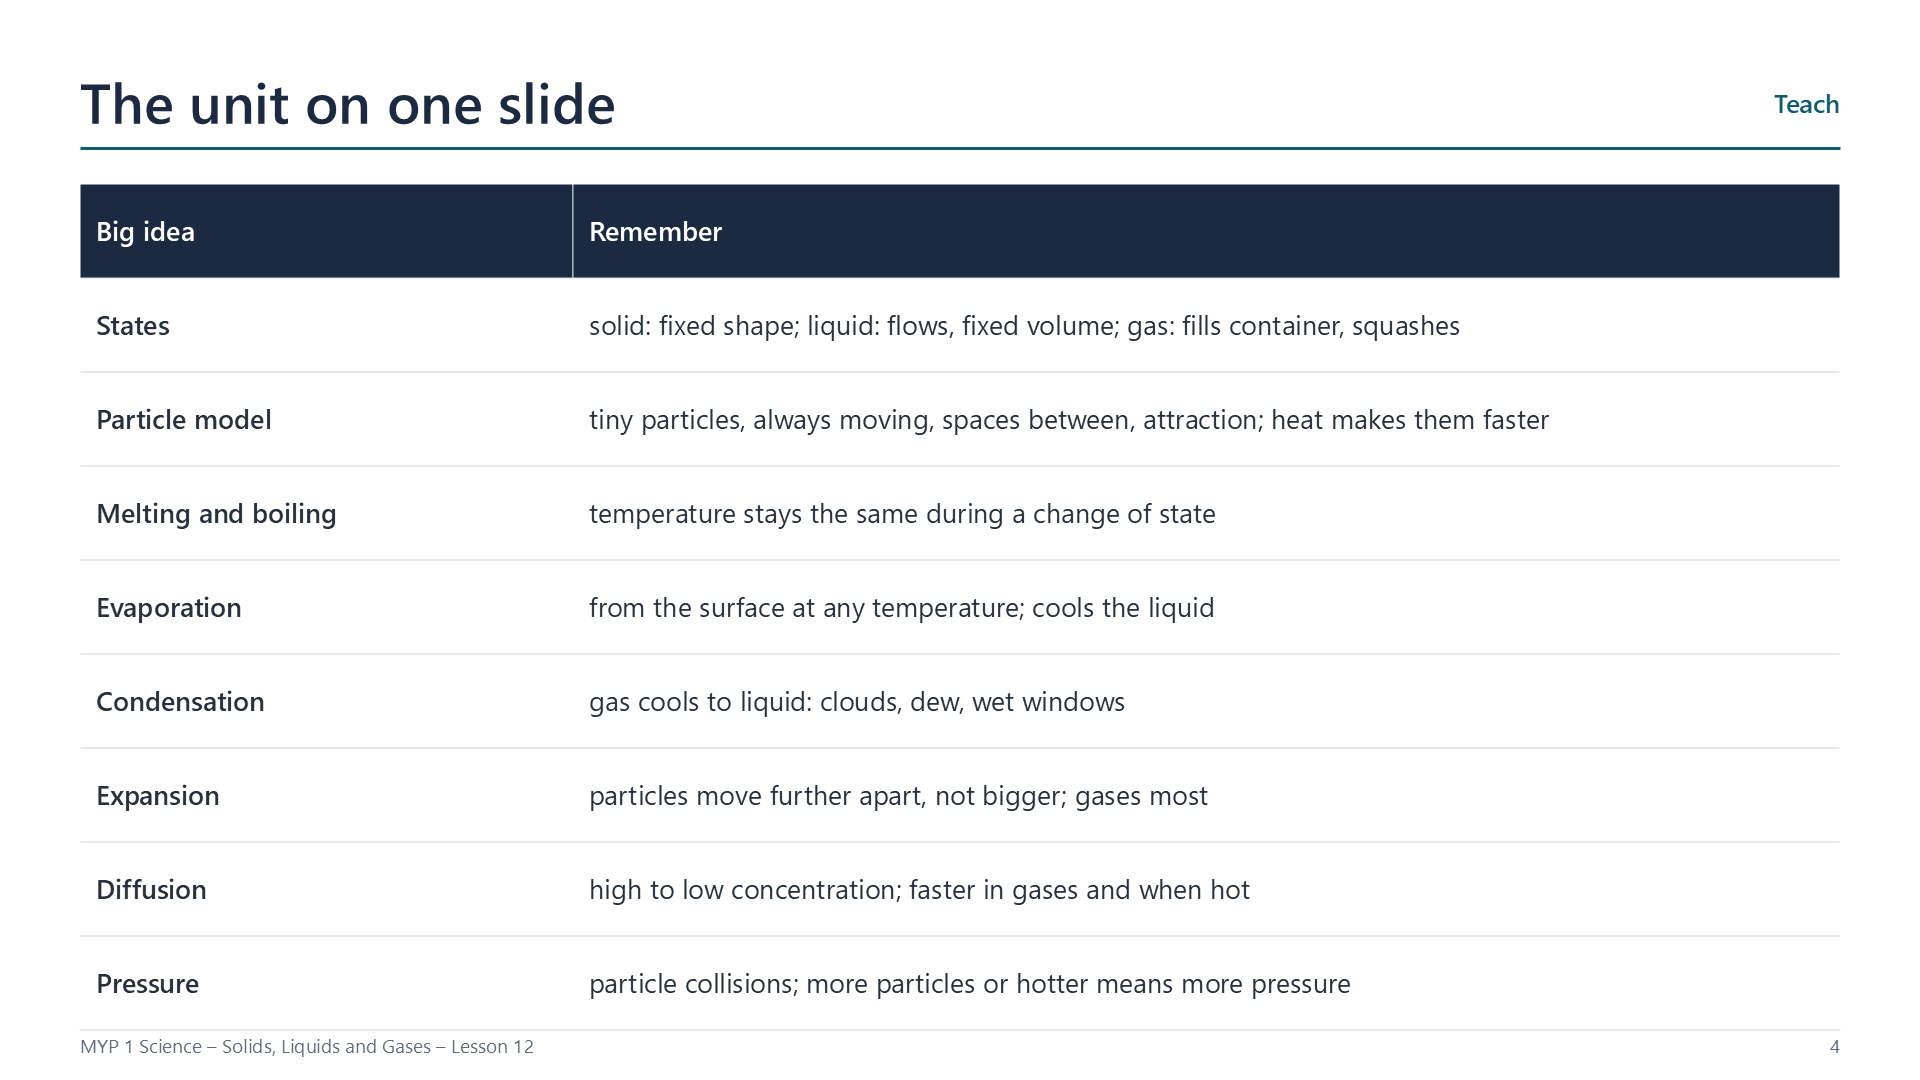 The unit on one slide
Teach
Big idea
Remember
States
solid: fixed shape; liquid: flows, fixed volume; gas: fills container, squashes
Particle model
tiny particles, always moving, spaces between, attraction; heat makes them faster
Melting and boiling
temperature stays the same during a change of state
Evaporation
from the surface at any temperature; cools the liquid
Condensation
gas cools to liquid: clouds, dew, wet windows
Expansion
particles move further apart, not bigger; gases most
Diffusion
high to low concentration; faster in gases and when hot
Pressure
particle collisions; more particles or hotter means more pressure
MYP 1 Science – Solids, Liquids and Gases – Lesson 12
4